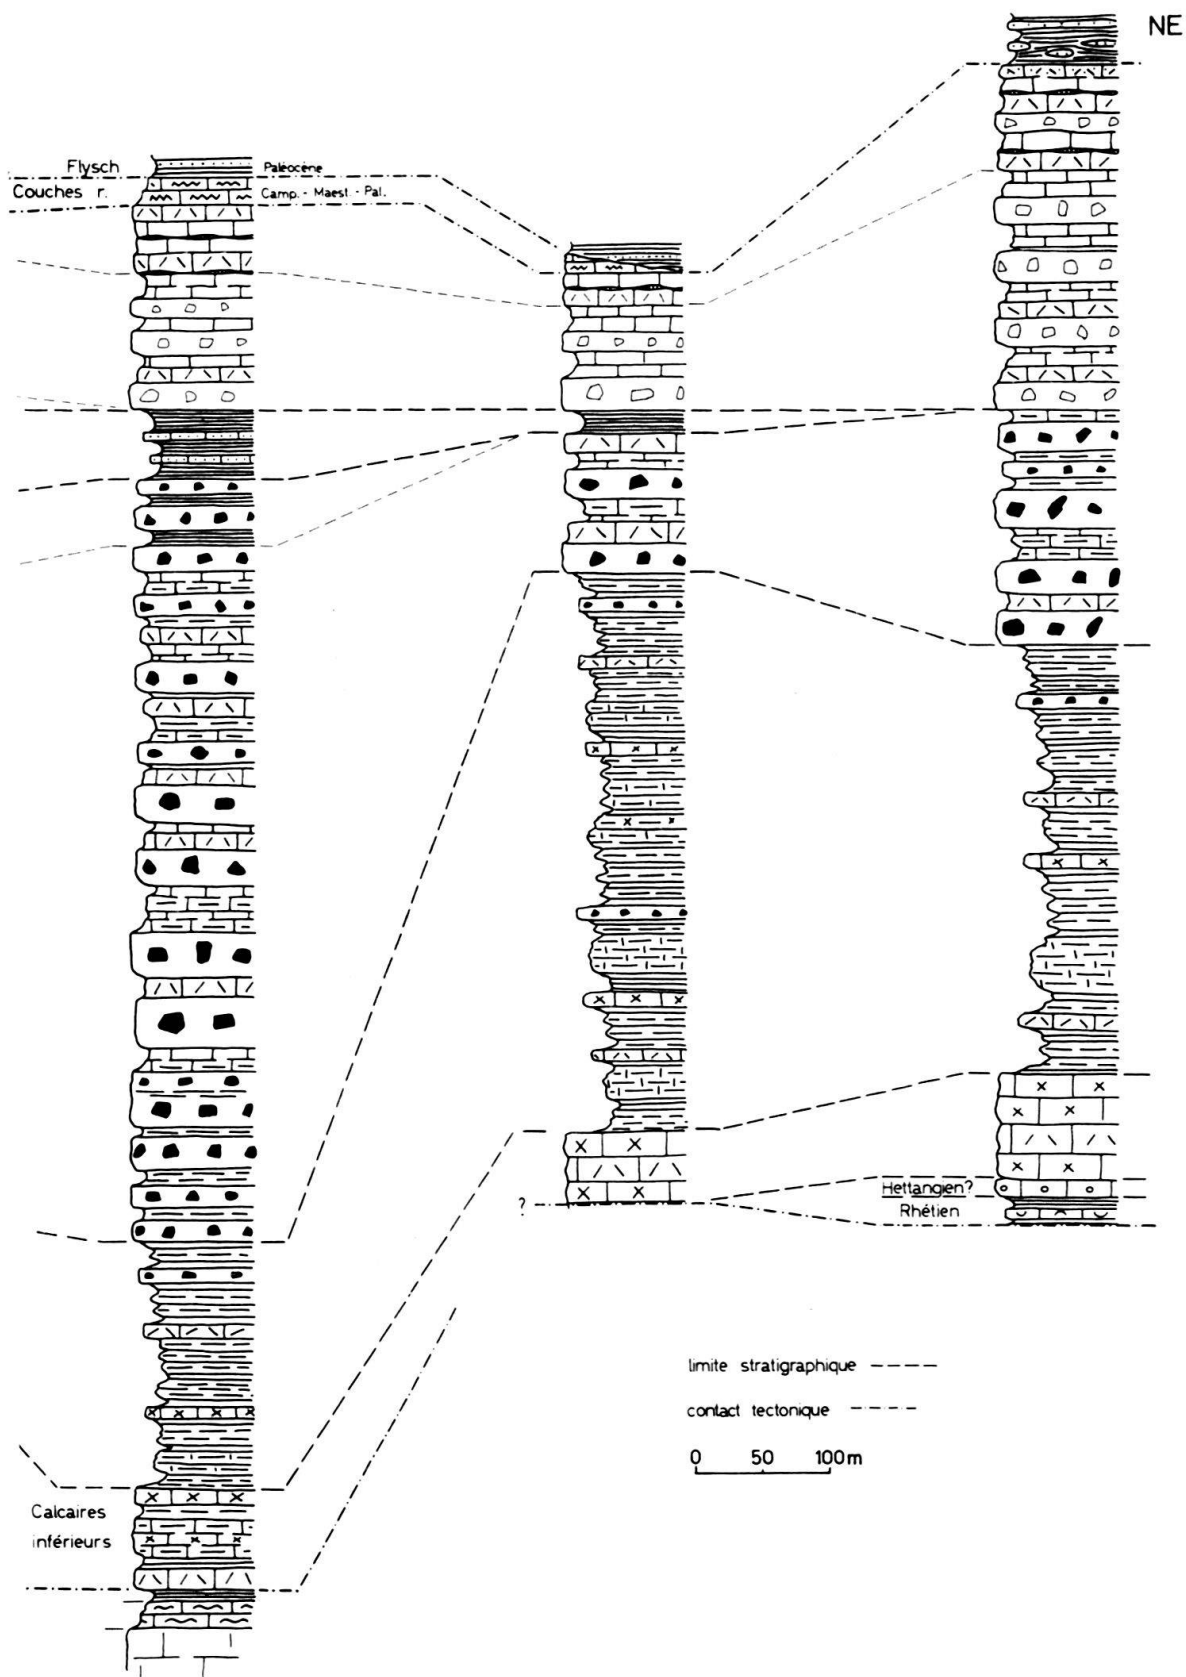 NE
Flysch
Paléocène
Couches r.
Camp. - Maest. - Pal.
?
Hettangien?
Rhétien
limite stratigraphique
contact tectonique
0 50 100m
Calcaires
inférieurs